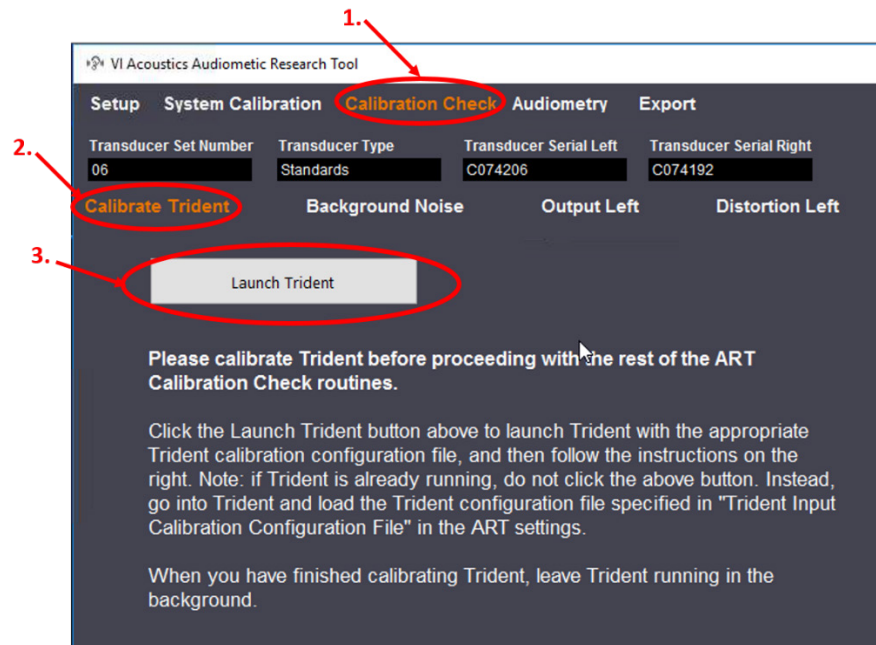 1.
VI Acoustics Audiometic Research Tool
Setup System Calibration Calibration Check Audiometry Export
Transducer Set Number Transducer Type Transducer Serial Left Transducer Serial Right
06 Standards C074206 C074192
2.
Calibrate Trident Background Noise Output Left Distortion Left
3.
Launch Trident
Please calibrate Trident before proceeding with the rest of the ART
Calibration Check routines.
Click the Launch Trident button above to launch Trident with the appropriate
Trident calibration configuration file, and then follow the instructions on the
right. Note: if Trident is already running, do not click the above button. Instead,
go into Trident and load the Trident configuration file specified in "Trident Input
Calibration Configuration File" in the ART settings.
When you have finished calibrating Trident, leave Trident running in the
background.